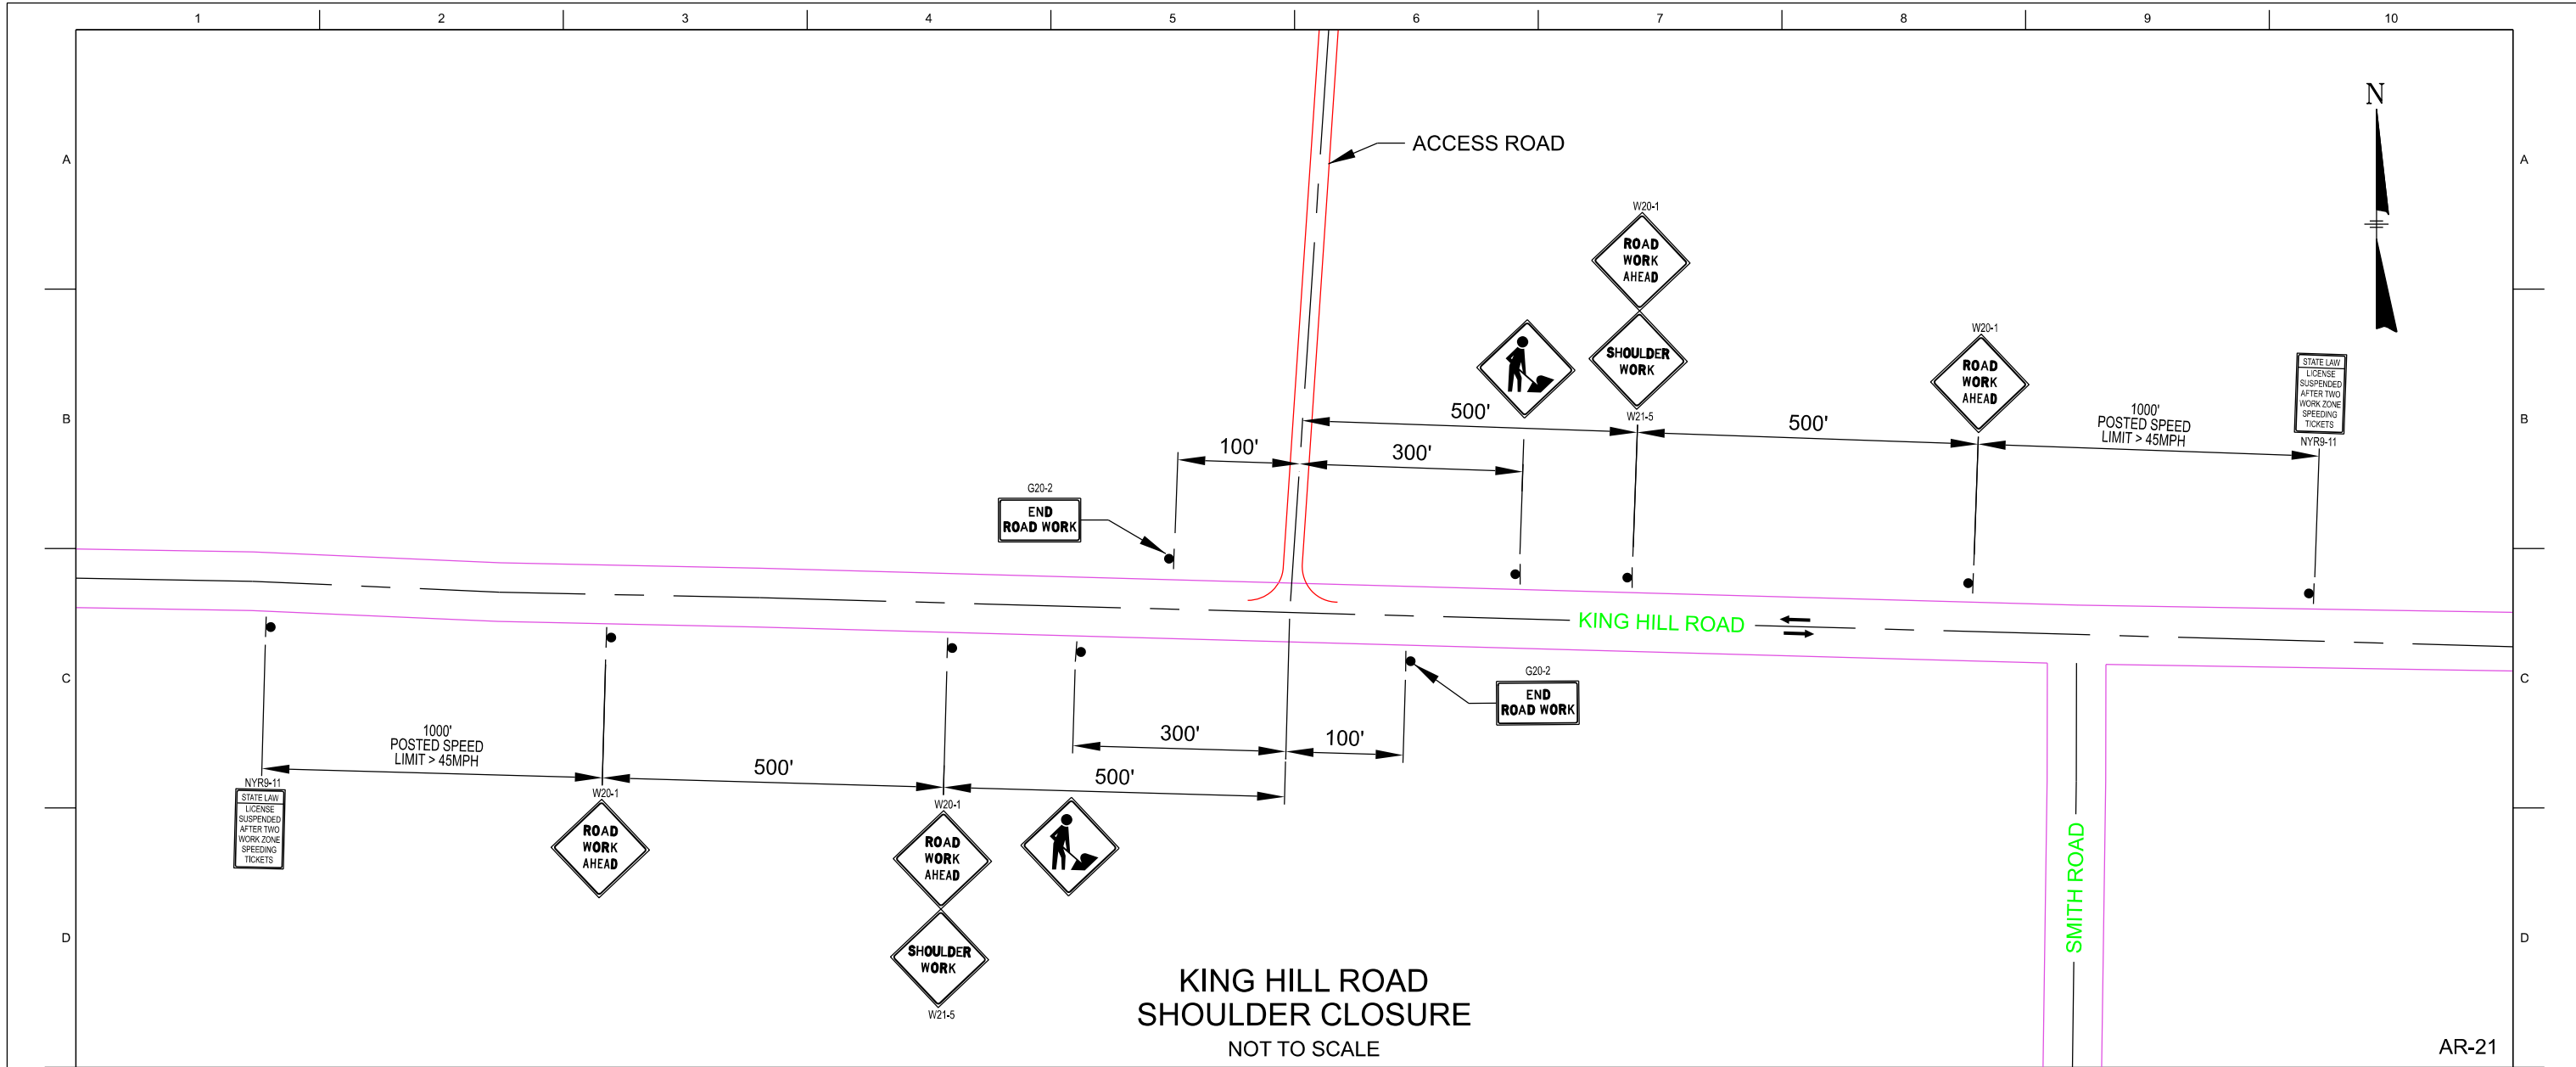 1 2 3 4 5 6 7 8 9 10
A
A
N
ACCESS ROAD
W20-1
ROAD
WORK
AHEAD
SHOULDER
WORK
W21-5
W20-1
ROAD
WORK
AHEAD
STATE LAW
LICENSE
SUSPENDED
AFTER TWO
WORK ZONE
SPEEDING
TICKETS
NYR9-11
B
B
500'
500'
1000'
POSTED SPEED
LIMIT > 45MPH
100'
300'
G20-2
END
ROAD WORK
KING HILL ROAD
C
C
G20-2
END
ROAD WORK
300'
100'
1000'
POSTED SPEED
LIMIT > 45MPH
500'
500'
NYR9-11
STATE LAW
LICENSE
SUSPENDED
AFTER TWO
WORK ZONE
SPEEDING
TICKETS
W20-1
ROAD
WORK
AHEAD
W20-1
ROAD
WORK
AHEAD
SHOULDER
WORK
W21-5
SMITH ROAD
D
D
KING HILL ROAD
SHOULDER CLOSURE
NOT TO SCALE
AR-21